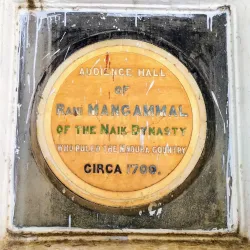 AUDIENCE HALL
OF
RANI MANGAMMAL
OF THE NAIK DYNASTY
WHO RULED THE MADURA COUNTRY
CIRCA 1700.